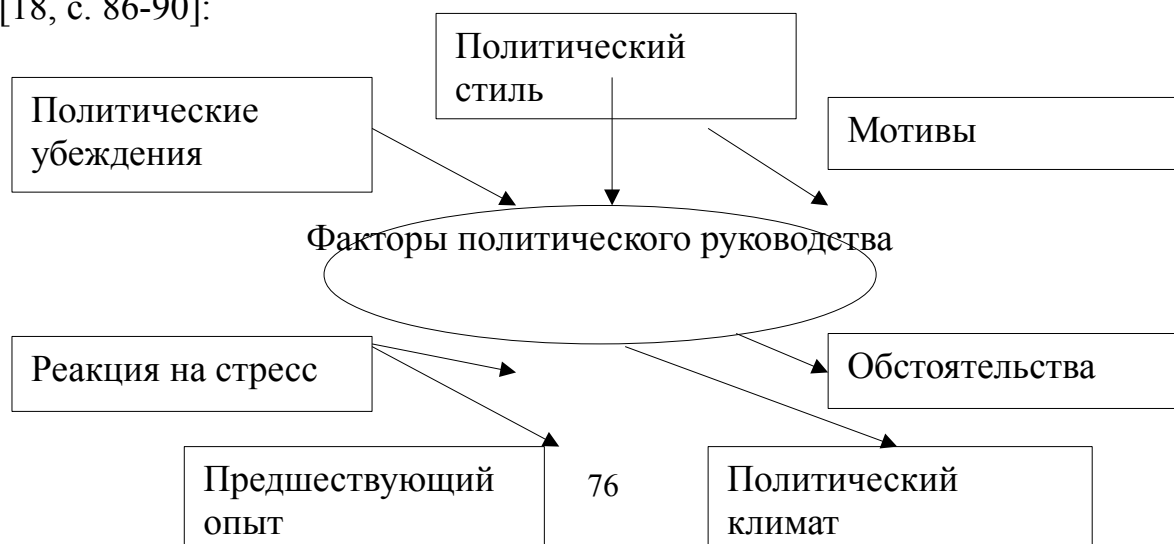 [18, с. 86-90]:
Политический
стиль
Политические
убеждения
Мотивы
Факторы политического руководства
Реакция на стресс
Обстоятельства
Предшествующий
опыт
76
Политический
климат